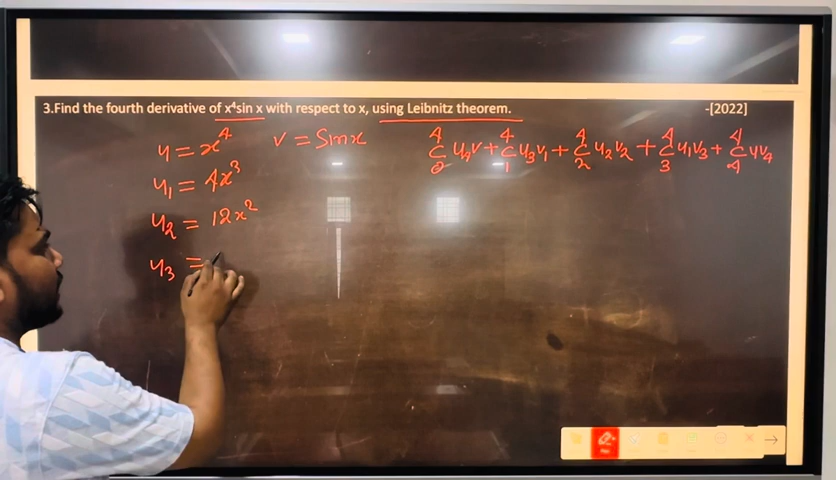 3.Find the fourth derivative of x⁴sin x with respect to x, using Leibnitz theorem. -[2022]
u = x⁴ v = Sinx ⁴C₀ u₄v + ⁴C₁ u₃v₁ + ⁴C₂ u₂v₂ + ⁴C₃ u₁v₃ + ⁴C₄ uv₄
u₁ = 4x³
u₂ = 12x²
u₃ =